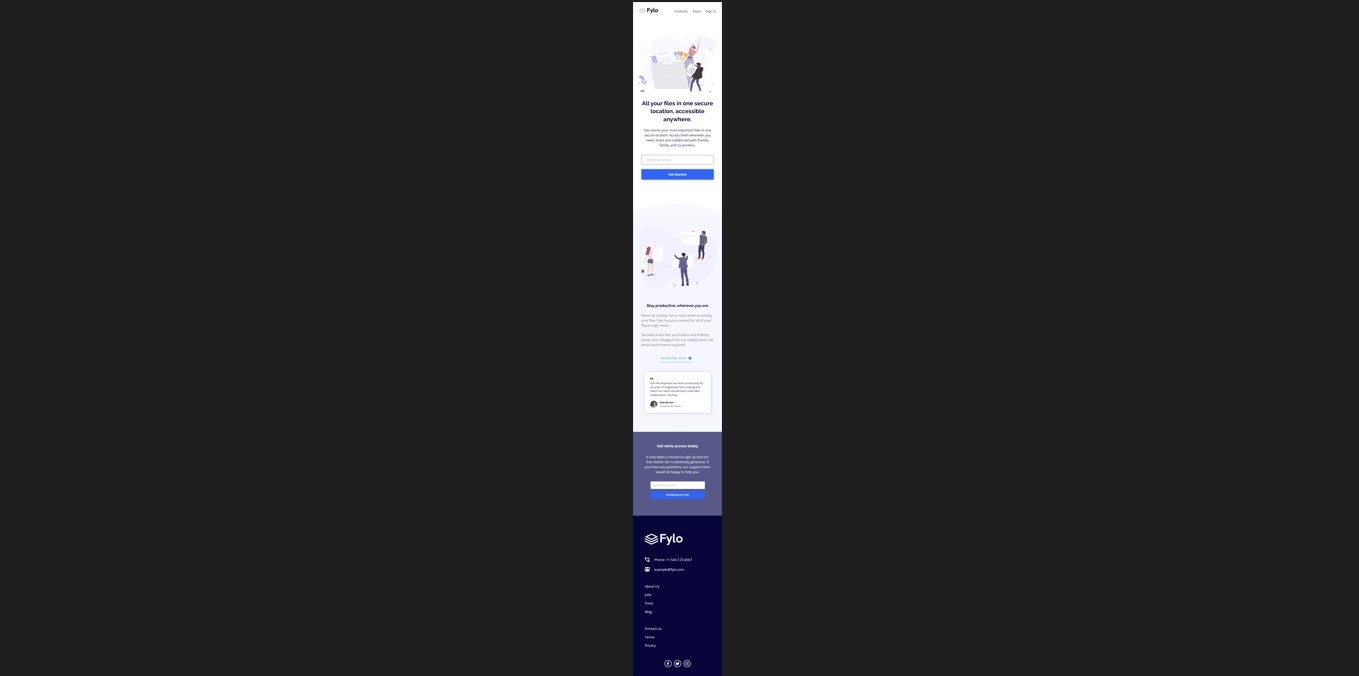 Fylo
Features Team Sign In
All your files in one secure
location, accessible
anywhere.
Fylo stores your most important files in one
secure location. Access them wherever you
need, share and collaborate with friends,
family, and co-workers.
Enter your email
Get Started
Stay productive, wherever you are
Never let location be an issue when accessing
your files. Fylo has you covered for all of your
file storage needs.
Securely share files and folders with friends,
family and colleagues for live collaboration. No
email attachments required!
See how Fylo works
Fylo has improved our team productivity by
an order of magnitude. Since making the
switch our team has become a well-oiled
collaboration machine.
Kyle Burton
Get early access today
It only takes a minute to sign up and our
free starter tier is extremely generous. If
you have any questions, our support team
would be happy to help you.
Get Started For Free
Fylo
Phone: +1-543-123-4567
example@fylo.com
About Us
Jobs
Press
Blog
Contact Us
Terms
Privacy